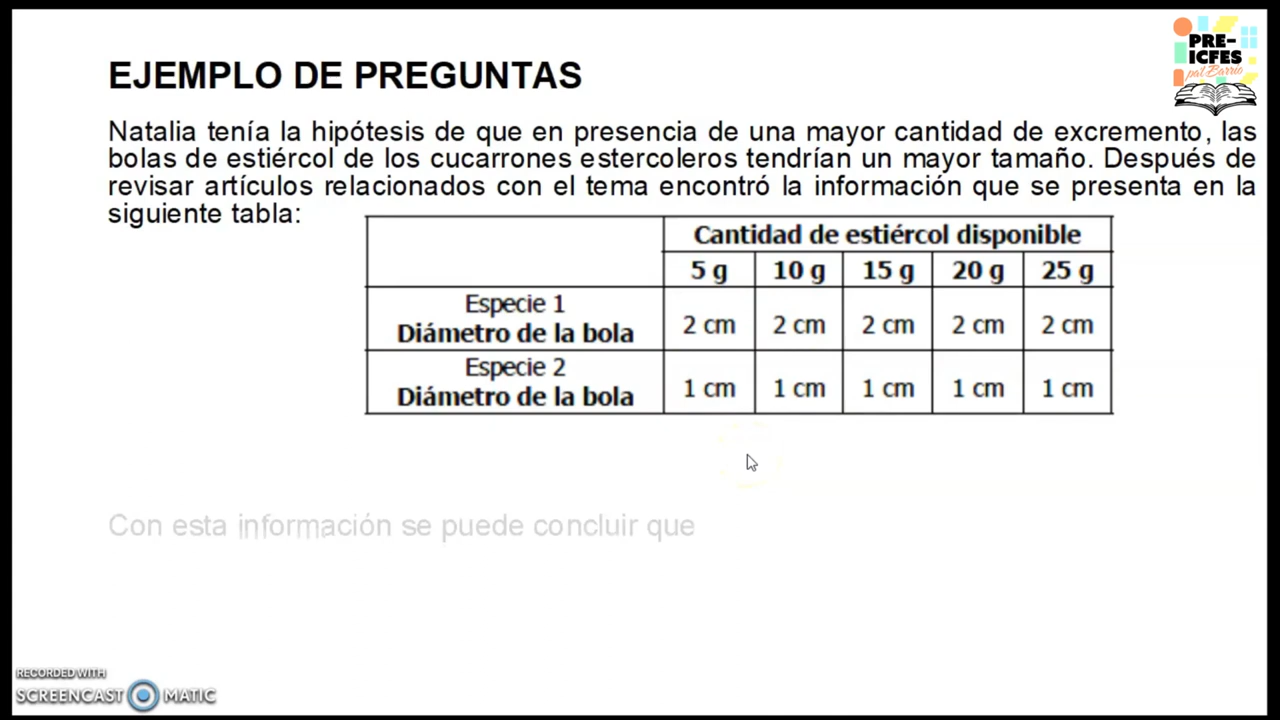 PRE-
ICFES
pa'l Barrio
EJEMPLO DE PREGUNTAS
Natalia tenía la hipótesis de que en presencia de una mayor cantidad de excremento, las
bolas de estiércol de los cucarrones estercoleros tendrían un mayor tamaño. Después de
revisar artículos relacionados con el tema encontró la información que se presenta en la
siguiente tabla:
Cantidad de estiércol disponible
5 g 10 g 15 g 20 g 25 g
Especie 1
Diámetro de la bola 2 cm 2 cm 2 cm 2 cm 2 cm
Especie 2
Diámetro de la bola 1 cm 1 cm 1 cm 1 cm 1 cm
Con esta información se puede concluir que
RECORDED WITH
SCREENCAST MATIC